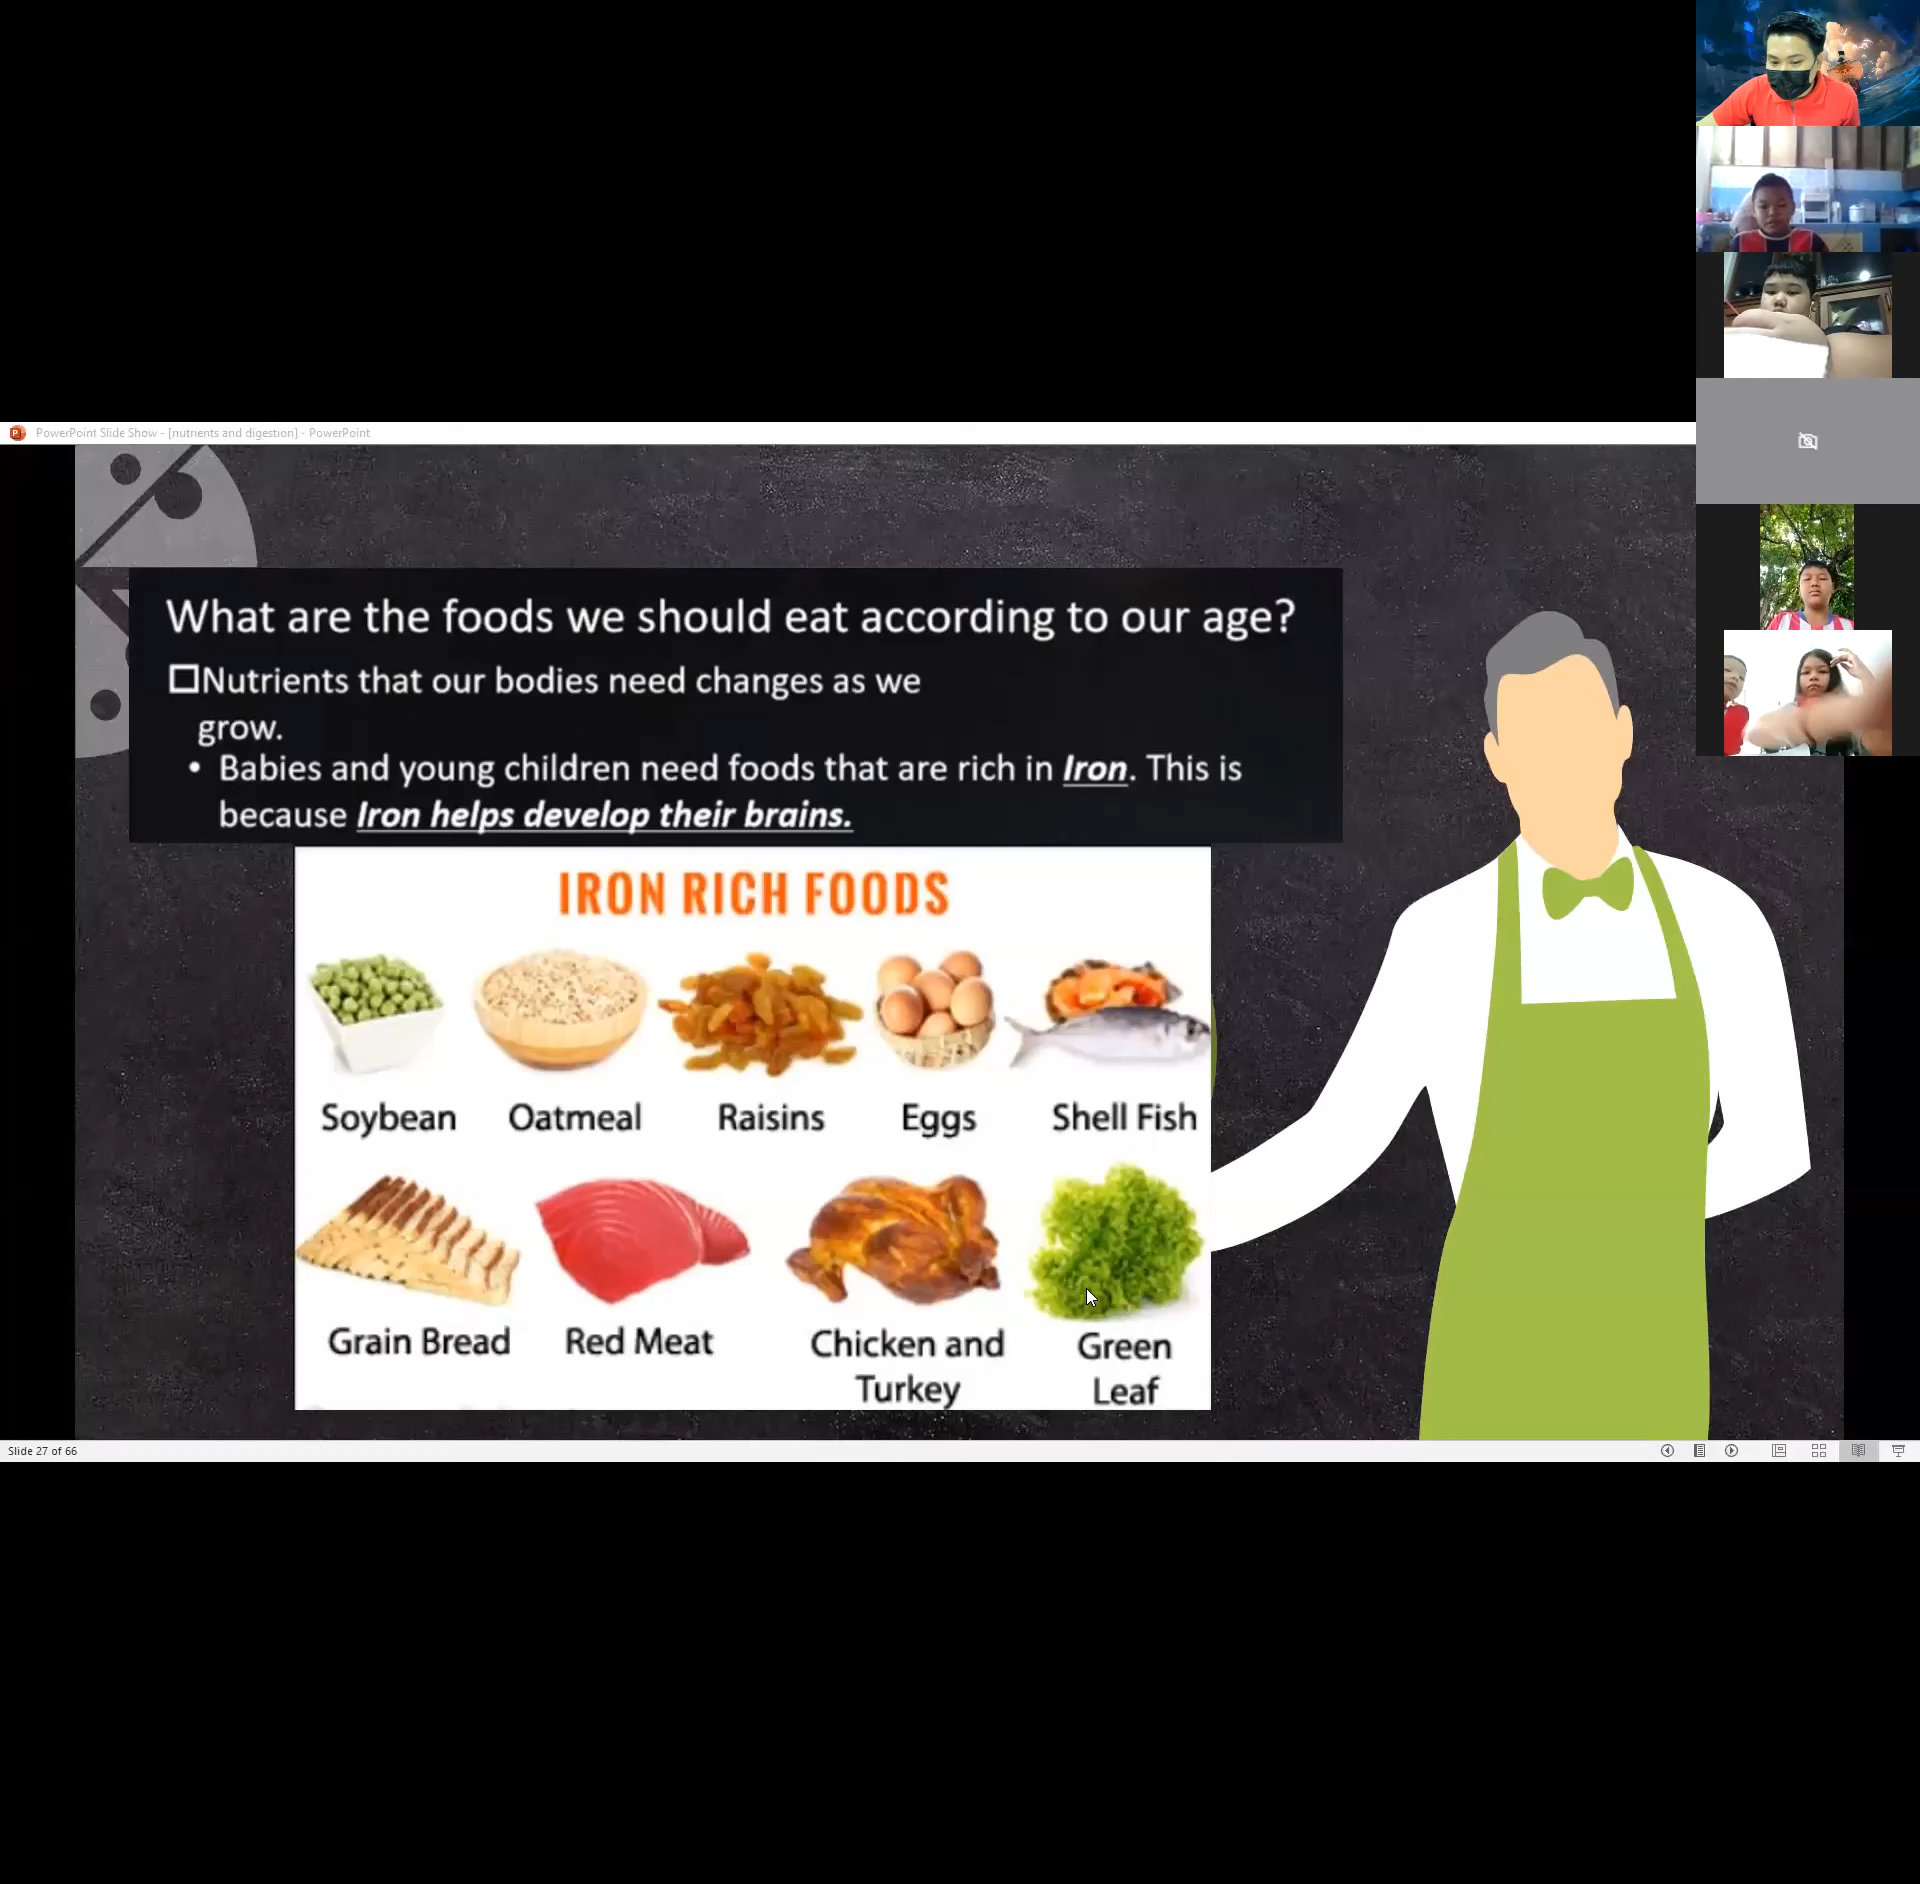 PowerPoint Slide Show - [nutrients and digestion] - PowerPoint
What are the foods we should eat according to our age?
Nutrients that our bodies need changes as we
grow.
• Babies and young children need foods that are rich in Iron. This is
because Iron helps develop their brains.
IRON RICH FOODS
Soybean Oatmeal Raisins Eggs Shell Fish
Grain Bread Red Meat Chicken and Green
Turkey Leaf
Slide 27 of 66